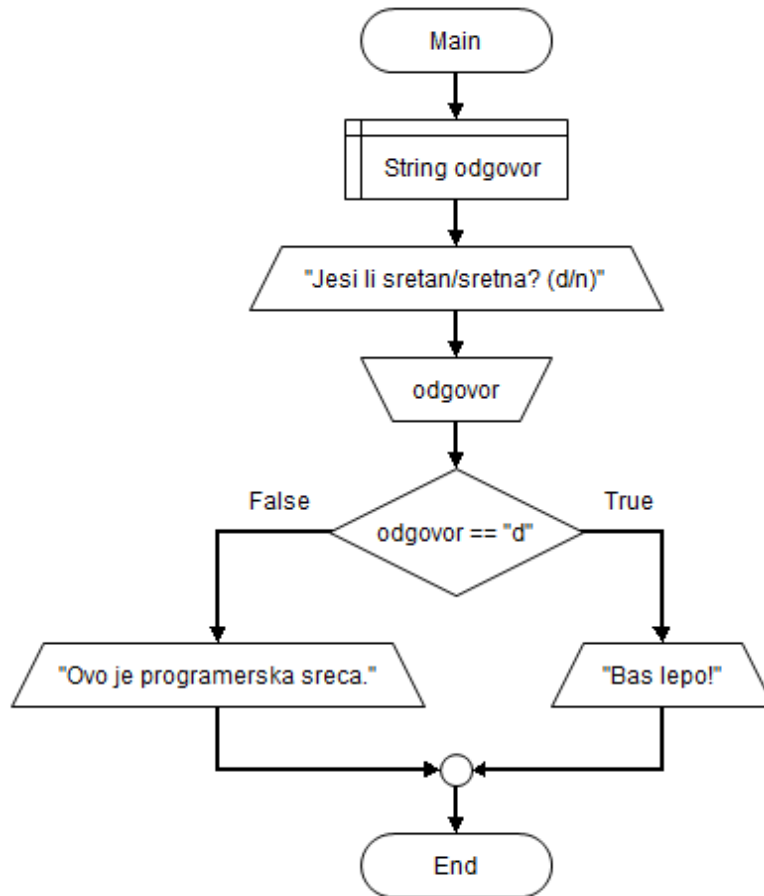 Main
String odgovor
"Jesi li sretan/sretna? (d/n)"
odgovor
False
True
odgovor == "d"
"Ovo je programerska sreca."
"Bas lepo!"
End